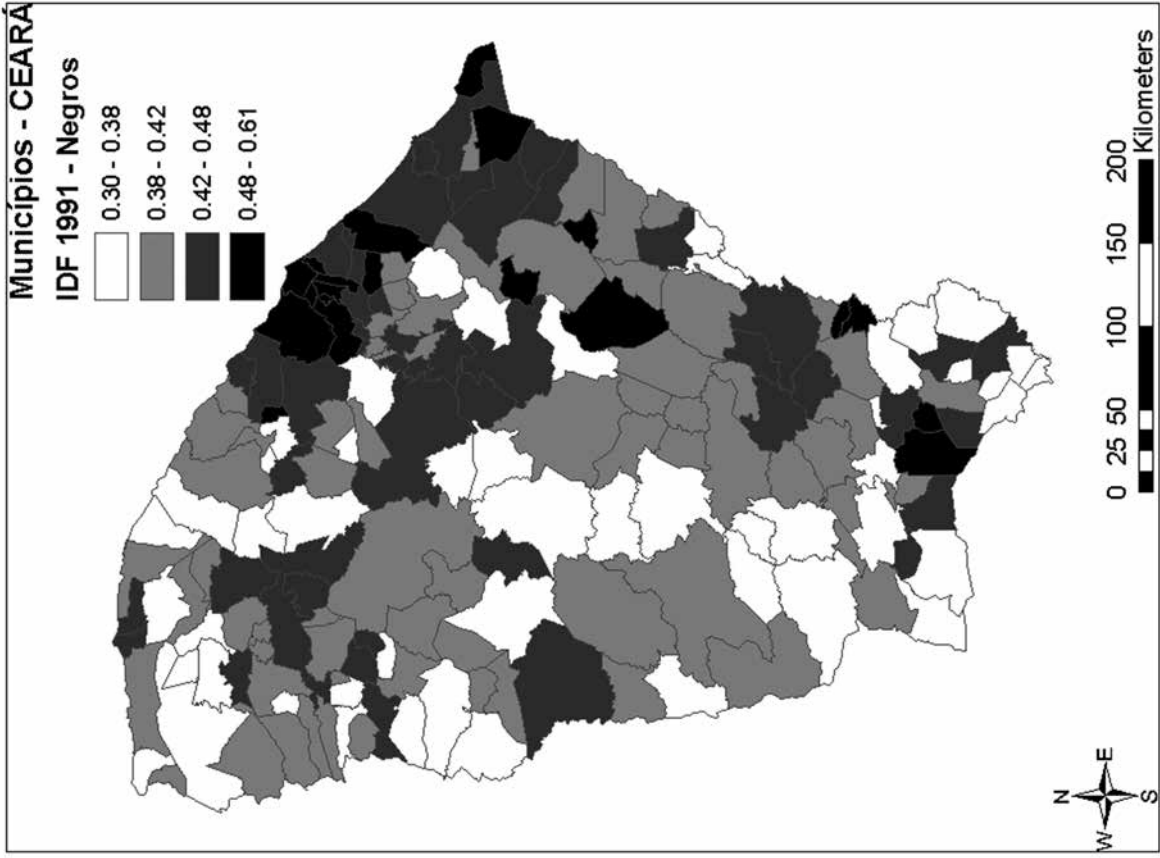 Municípios - CEARÁ
IDF 1991 - Negros
0.30 - 0.38
0.38 - 0.42
0.42 - 0.48
0.48 - 0.61
N
W E
S
0 25 50 100 150 200
Kilometers